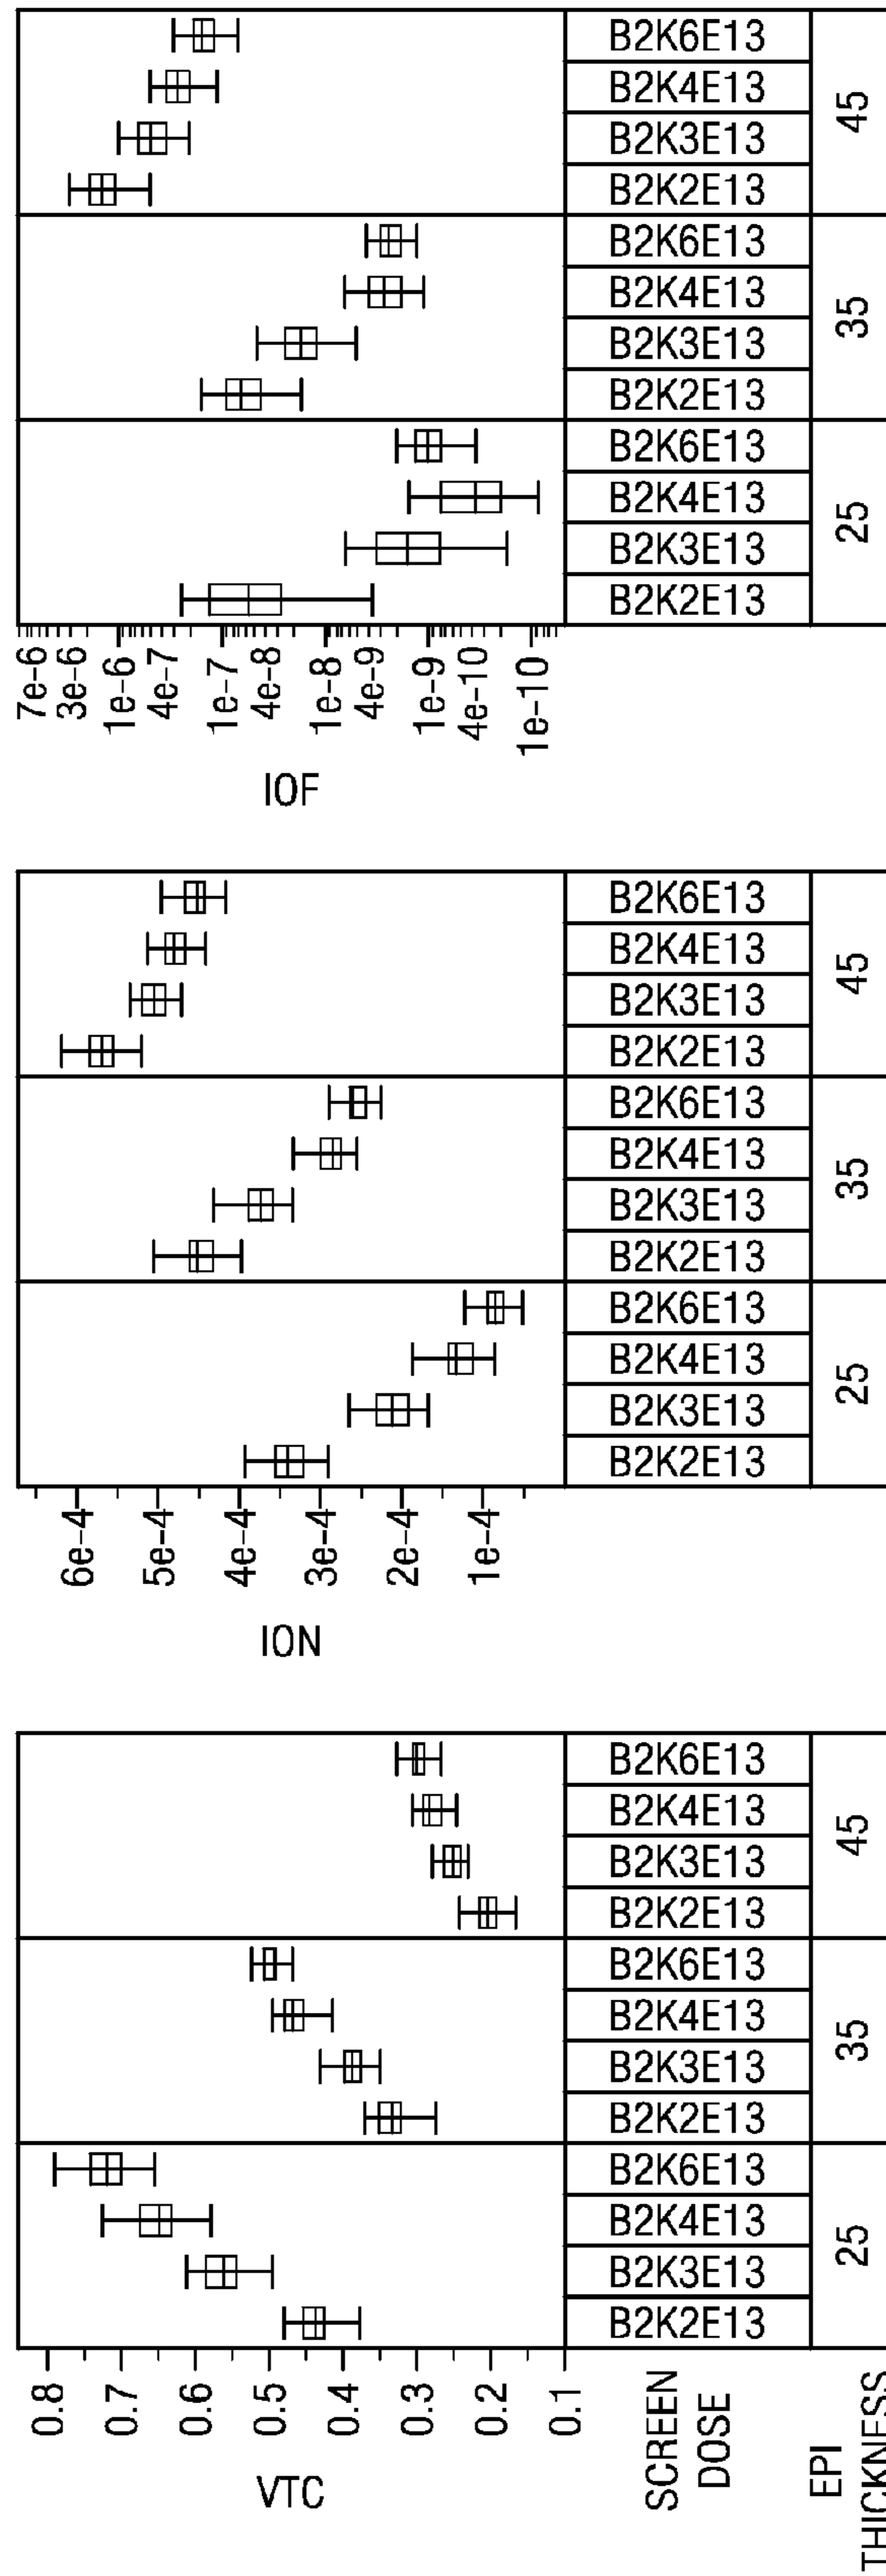 VTC
0.8
0.7
0.6
0.5
0.4
0.3
0.2
0.1
SCREEN
DOSE
B2K2E13
B2K3E13
B2K4E13
B2K6E13
B2K2E13
B2K3E13
B2K4E13
B2K6E13
B2K2E13
B2K3E13
B2K4E13
B2K6E13
EPI
THICKNESS
25
35
45
ION
6e-4
5e-4
4e-4
3e-4
2e-4
1e-4
B2K2E13
B2K3E13
B2K4E13
B2K6E13
B2K2E13
B2K3E13
B2K4E13
B2K6E13
B2K2E13
B2K3E13
B2K4E13
B2K6E13
25
35
45
IOF
7e-6
3e-6
1e-6
4e-7
1e-7
4e-8
1e-8
4e-9
1e-9
4e-10
1e-10
B2K2E13
B2K3E13
B2K4E13
B2K6E13
B2K2E13
B2K3E13
B2K4E13
B2K6E13
B2K2E13
B2K3E13
B2K4E13
B2K6E13
25
35
45